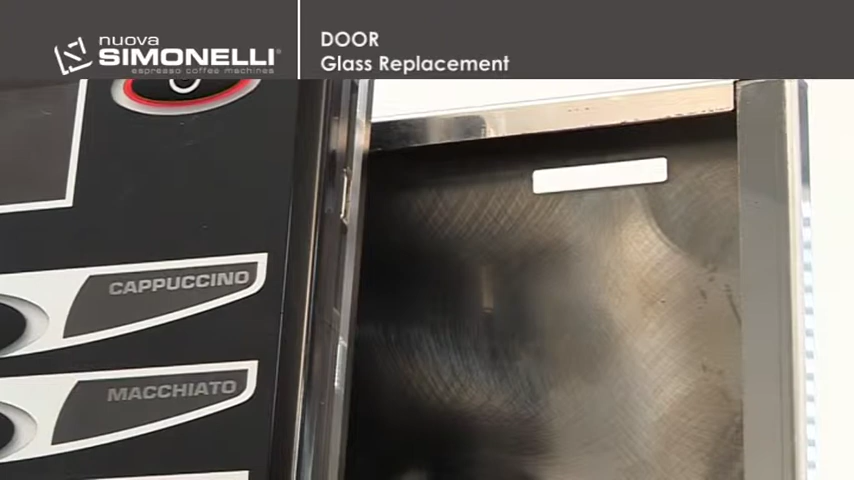 nuova
SIMONELLI®
espresso coffee machines
DOOR
Glass Replacement
CAPPUCCINO
MACCHIATO